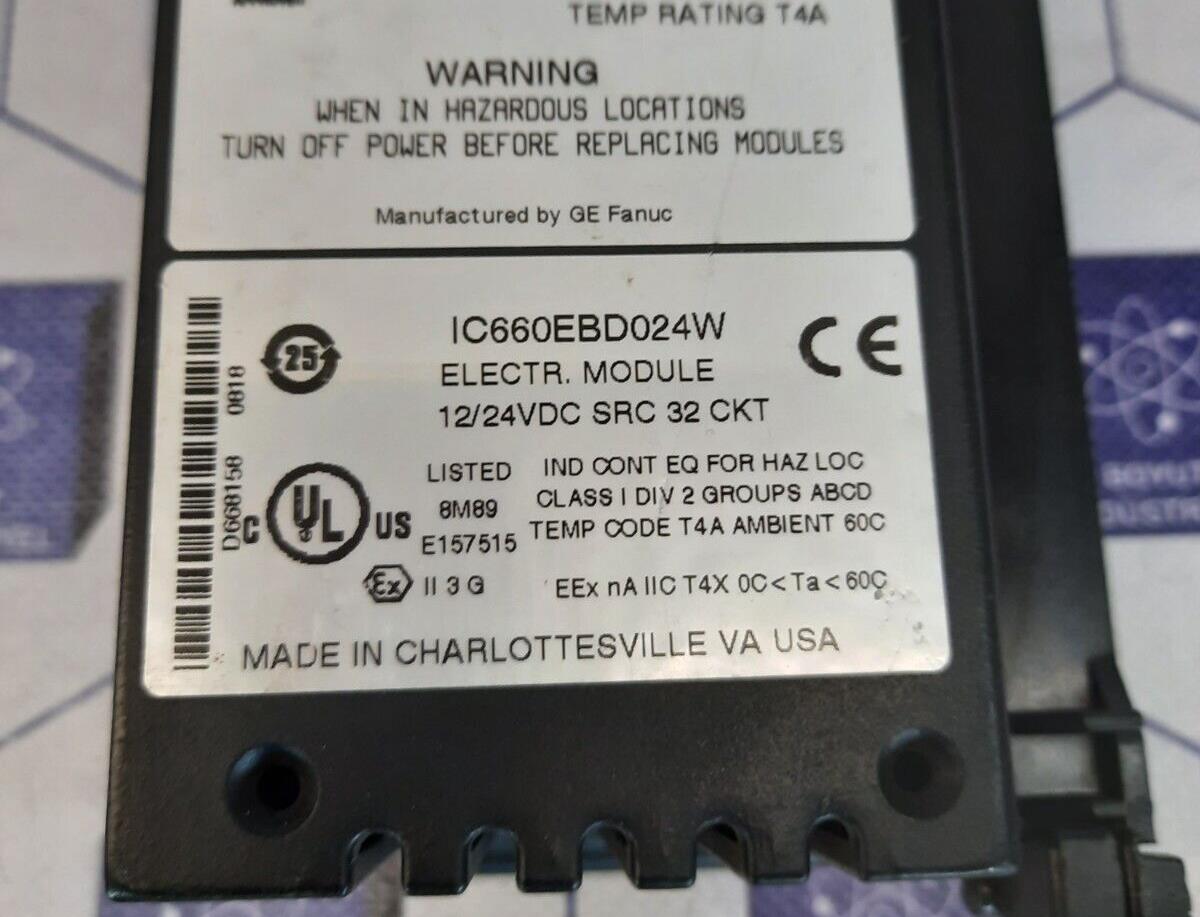 TEMP RATING T4A
WARNING
WHEN IN HAZARDOUS LOCATIONS
TURN OFF POWER BEFORE REPLACING MODULES
Manufactured by GE Fanuc
IC660EBD024W
ELECTR. MODULE
12/24VDC SRC 32 CKT
CE
25
D668158 0818
C UL US
LISTED
8M89
E157515
IND CONT EQ FOR HAZ LOC
CLASS I DIV 2 GROUPS ABCD
TEMP CODE T4A AMBIENT 60C
Ex II 3 G EEx nA IIC T4X 0C<Ta<60C
MADE IN CHARLOTTESVILLE VA USA